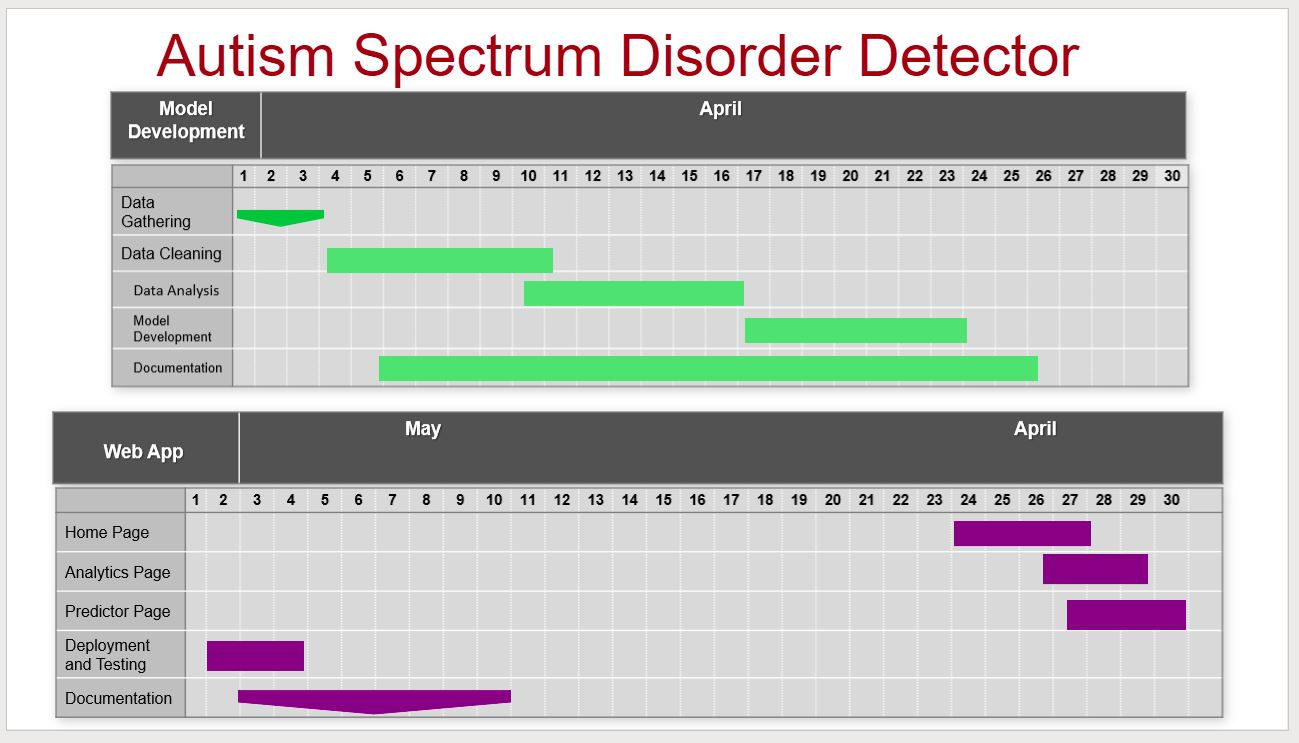 Autism Spectrum Disorder Detector
Model
Development
April
1 2 3 4 5 6 7 8 9 10 11 12 13 14 15 16 17 18 19 20 21 22 23 24 25 26 27 28 29 30
Data
Gathering
Data Cleaning
Data Analysis
Model
Development
Documentation
Web App
May April
1 2 3 4 5 6 7 8 9 10 11 12 13 14 15 16 17 18 19 20 21 22 23 24 25 26 27 28 29 30
Home Page
Analytics Page
Predictor Page
Deployment
and Testing
Documentation